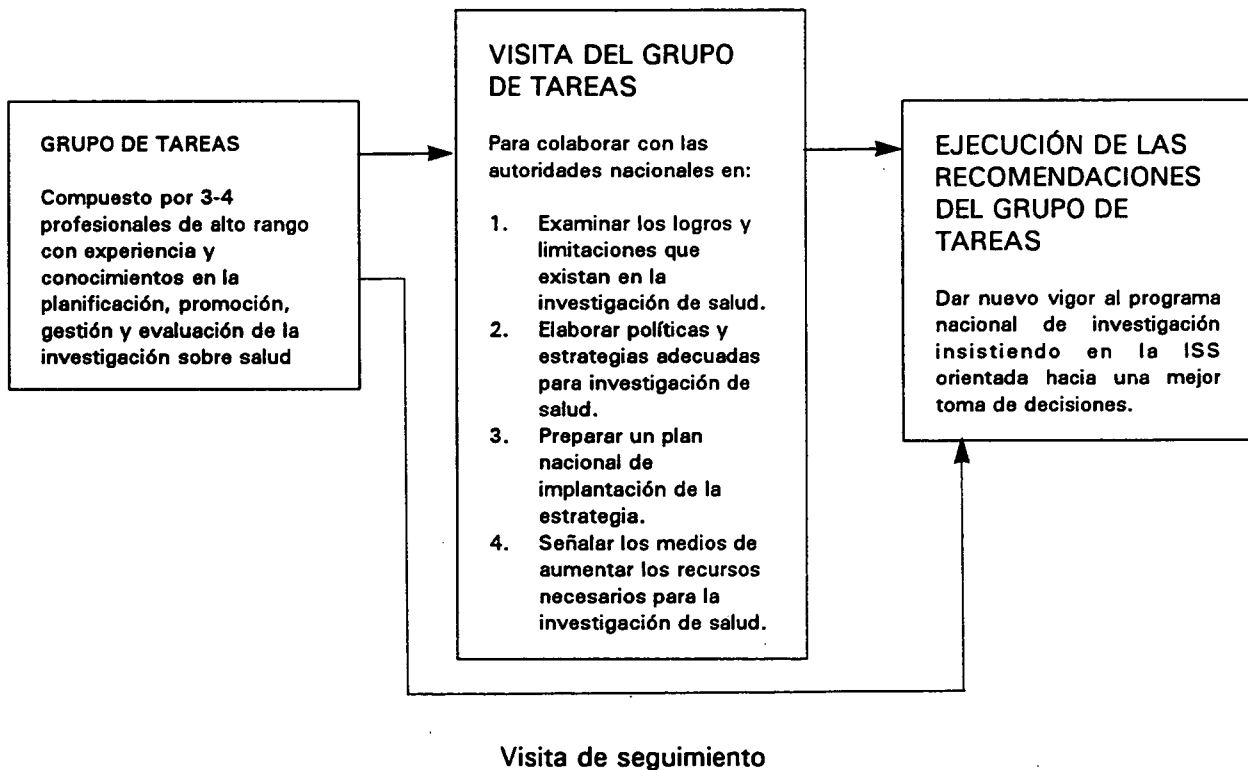 GRUPO DE TAREAS
Compuesto por 3-4
profesionales de alto rango
con experiencia y
conocimientos en la
planificación, promoción,
gestión y evaluación de la
investigación sobre salud
VISITA DEL GRUPO
DE TAREAS
Para colaborar con las
autoridades nacionales en:
1. Examinar los logros y
limitaciones que
existan en la
investigación de salud.
2. Elaborar políticas y
estrategias adecuadas
para investigación de
salud.
3. Preparar un plan
nacional de
implantación de la
estrategia.
4. Señalar los medios de
aumentar los recursos
necesarios para la
investigación de salud.
EJECUCIÓN DE LAS
RECOMENDACIONES
DEL GRUPO DE
TAREAS
Dar nuevo vigor al programa
nacional de investigación
insistiendo en la ISS
orientada hacia una mejor
toma de decisiones.
Visita de seguimiento